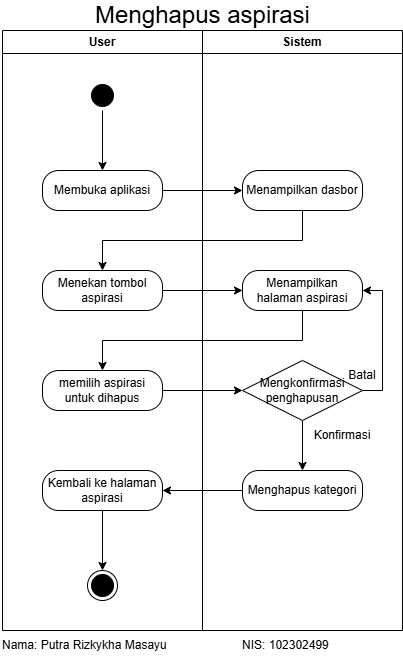 Menghapus aspirasi
User
Sistem
Membuka aplikasi
Menampilkan dasbor
Menekan tombol
aspirasi
Menampilkan
halaman aspirasi
memilih aspirasi
untuk dihapus
Mengkonfirmasi
penghapusan
Batal
Konfirmasi
Kembali ke halaman
aspirasi
Menghapus kategori
Nama: Putra Rizkykha Masayu
NIS: 102302499